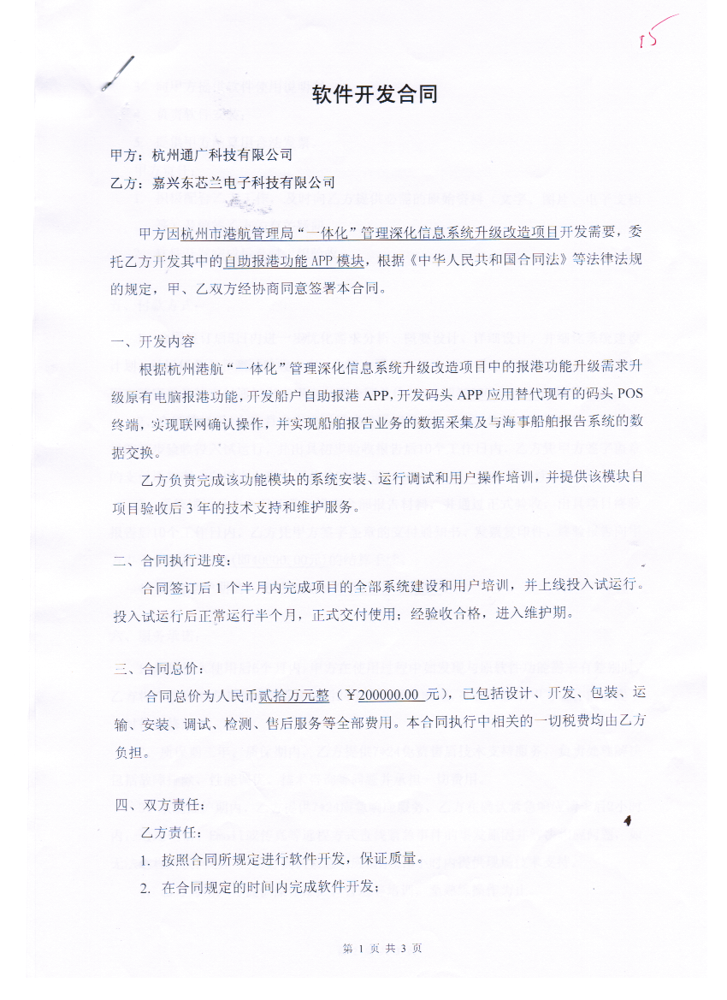 15
软件开发合同
甲方：杭州通广科技有限公司
乙方：嘉兴东芯兰电子科技有限公司
甲方因杭州市港航管理局“一体化”管理深化信息系统升级改造项目开发需要，委
托乙方开发其中的自助报港功能 APP 模块，根据《中华人民共和国合同法》等法律法规
的规定，甲、乙双方经协商同意签署本合同。
一、开发内容
根据杭州港航“一体化”管理深化信息系统升级改造项目中的报港功能升级需求升
级原有电脑报港功能，开发船户自助报港 APP，开发码头 APP 应用替代现有的码头 POS
终端，实现联网确认操作，并实现船舶报告业务的数据采集及与海事船舶报告系统的数
据交换。
乙方负责完成该功能模块的系统安装、运行调试和用户操作培训，并提供该模块自
项目验收后 3 年的技术支持和维护服务。
二、合同执行进度：
合同签订后 1 个半月内完成项目的全部系统建设和用户培训，并上线投入试运行。
投入试运行后正常运行半个月，正式交付使用；经验收合格，进入维护期。
三、合同总价：
合同总价为人民币贰拾万元整（￥200000.00 元），已包括设计、开发、包装、运
输、安装、调试、检测、售后服务等全部费用。本合同执行中相关的一切税费均由乙方
负担。
四、双方责任：
乙方责任：
1. 按照合同所规定进行软件开发，保证质量。
2. 在合同规定的时间内完成软件开发；
第 1 页 共 3 页